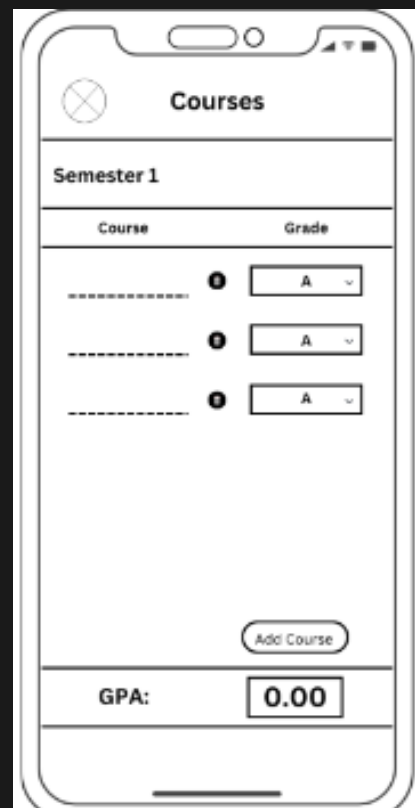 Courses
Semester 1
Course Grade
A
A
A
Add Course
GPA: 0.00